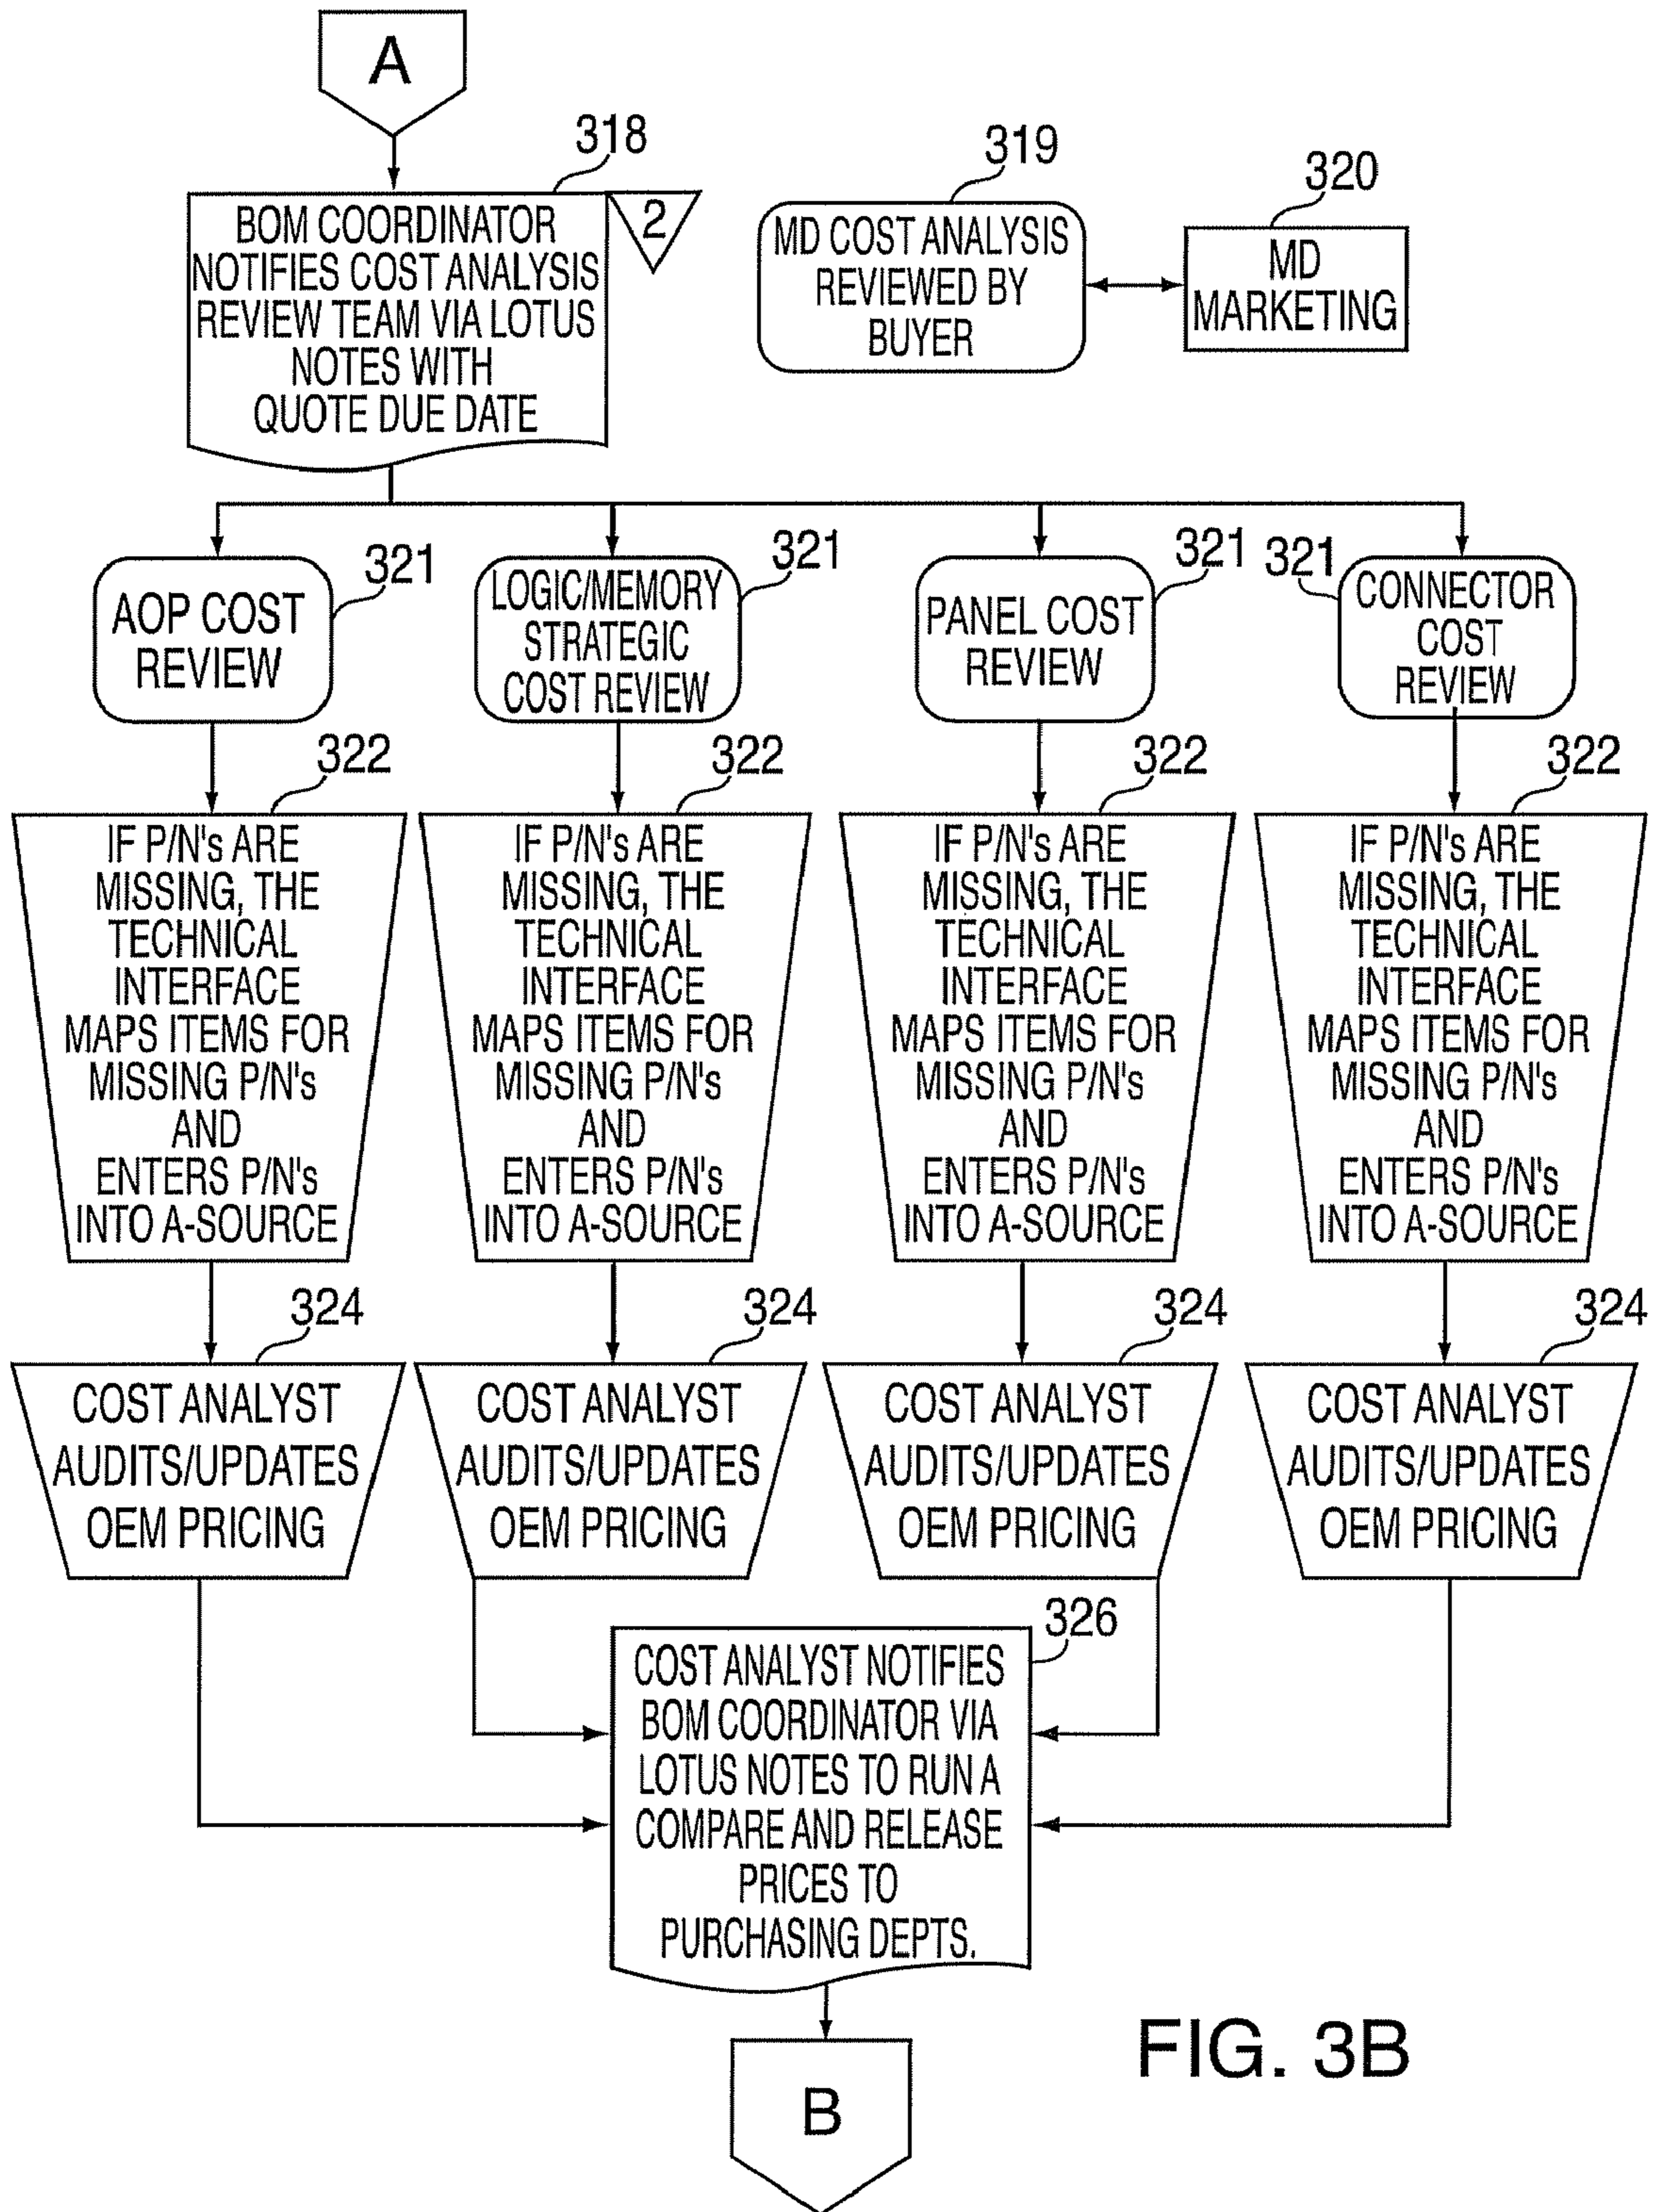 A
318
BOM COORDINATOR
NOTIFIES COST ANALYSIS
REVIEW TEAM VIA LOTUS
NOTES WITH
QUOTE DUE DATE
2
319
MD COST ANALYSIS
REVIEWED BY
BUYER
320
MD
MARKETING
321
AOP COST
REVIEW
321
LOGIC/MEMORY
STRATEGIC
COST REVIEW
321
PANEL COST
REVIEW
321
CONNECTOR
COST
REVIEW
322
IF P/N's ARE
MISSING, THE
TECHNICAL
INTERFACE
MAPS ITEMS FOR
MISSING P/N's
AND
ENTERS P/N's
INTO A-SOURCE
322
IF P/N's ARE
MISSING, THE
TECHNICAL
INTERFACE
MAPS ITEMS FOR
MISSING P/N's
AND
ENTERS P/N's
INTO A-SOURCE
322
IF P/N's ARE
MISSING, THE
TECHNICAL
INTERFACE
MAPS ITEMS FOR
MISSING P/N's
AND
ENTERS P/N's
INTO A-SOURCE
322
IF P/N's ARE
MISSING, THE
TECHNICAL
INTERFACE
MAPS ITEMS FOR
MISSING P/N's
AND
ENTERS P/N's
INTO A-SOURCE
324
COST ANALYST
AUDITS/UPDATES
OEM PRICING
324
COST ANALYST
AUDITS/UPDATES
OEM PRICING
324
COST ANALYST
AUDITS/UPDATES
OEM PRICING
324
COST ANALYST
AUDITS/UPDATES
OEM PRICING
326
COST ANALYST NOTIFIES
BOM COORDINATOR VIA
LOTUS NOTES TO RUN A
COMPARE AND RELEASE
PRICES TO
PURCHASING DEPTS.
B
FIG. 3B